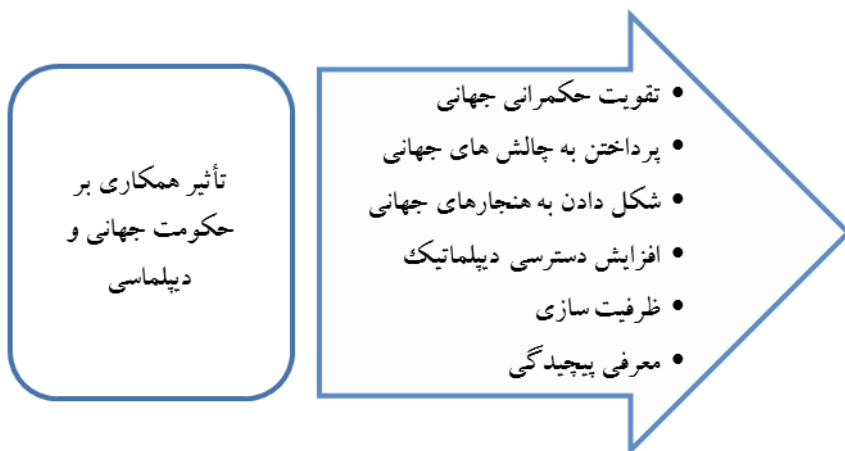 تأثیر همکاری بر
حکومت جهانی و
دیپلماسی
• تقویت حکمرانی جهانی
• پرداختن به چالش های جهانی
• شکل دادن به هنجارهای جهانی
• افزایش دسترسی دیپلماتیک
• ظرفیت سازی
• معرفی پیچیدگی